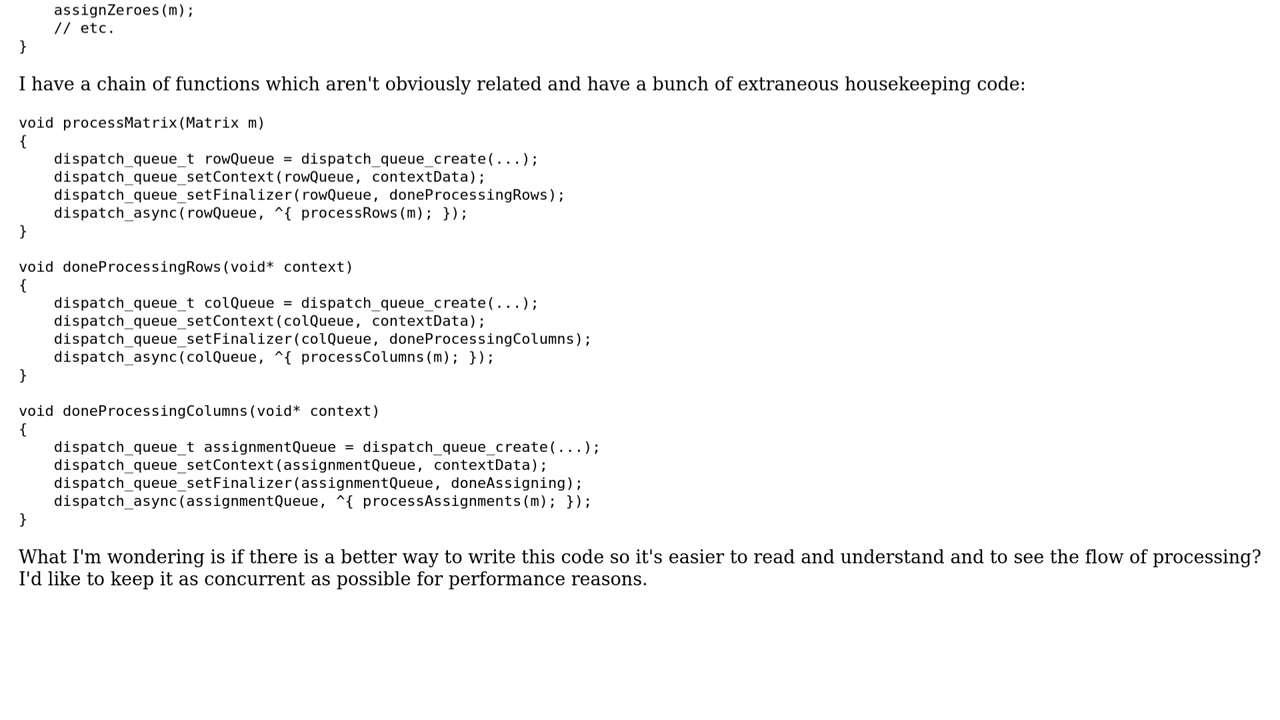 assignZeroes(m);
    // etc.
}
I have a chain of functions which aren't obviously related and have a bunch of extraneous housekeeping code:
void processMatrix(Matrix m)
{
    dispatch_queue_t rowQueue = dispatch_queue_create(...);
    dispatch_queue_setContext(rowQueue, contextData);
    dispatch_queue_setFinalizer(rowQueue, doneProcessingRows);
    dispatch_async(rowQueue, ^{ processRows(m); });
}
void doneProcessingRows(void* context)
{
    dispatch_queue_t colQueue = dispatch_queue_create(...);
    dispatch_queue_setContext(colQueue, contextData);
    dispatch_queue_setFinalizer(colQueue, doneProcessingColumns);
    dispatch_async(colQueue, ^{ processColumns(m); });
}
void doneProcessingColumns(void* context)
{
    dispatch_queue_t assignmentQueue = dispatch_queue_create(...);
    dispatch_queue_setContext(assignmentQueue, contextData);
    dispatch_queue_setFinalizer(assignmentQueue, doneAssigning);
    dispatch_async(assignmentQueue, ^{ processAssignments(m); });
}
What I'm wondering is if there is a better way to write this code so it's easier to read and understand and to see the flow of processing?
I'd like to keep it as concurrent as possible for performance reasons.